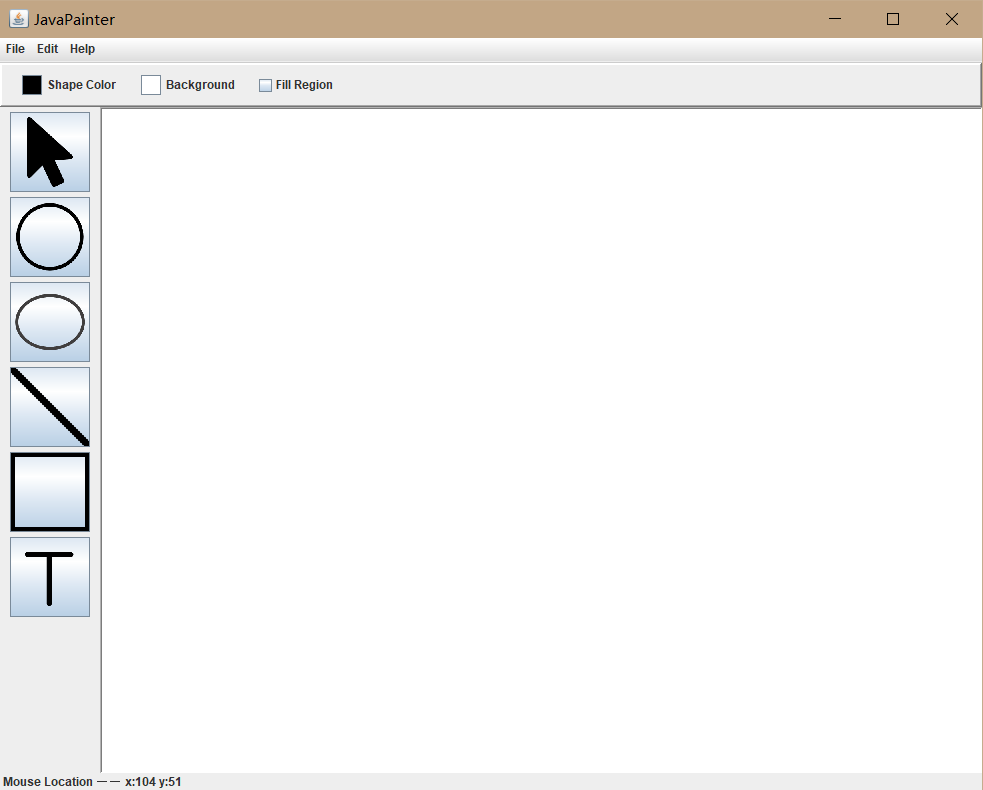 JavaPainter
File Edit Help
Shape Color Background Fill Region
T
Mouse Location —— x:104 y:51